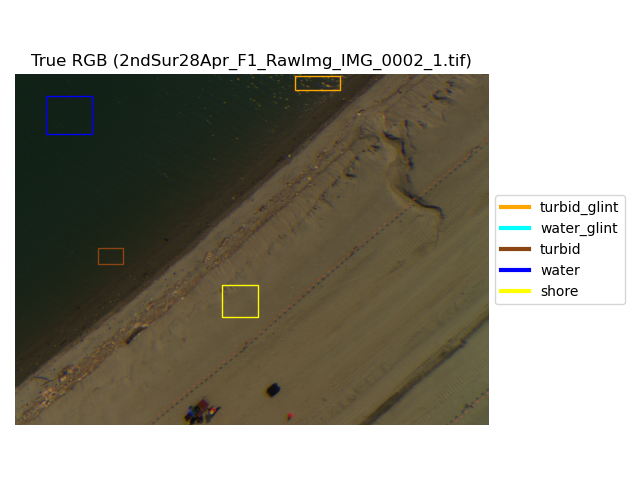 True RGB (2ndSur28Apr_F1_RawImg_IMG_0002_1.tif)
turbid_glint
water_glint
turbid
water
shore